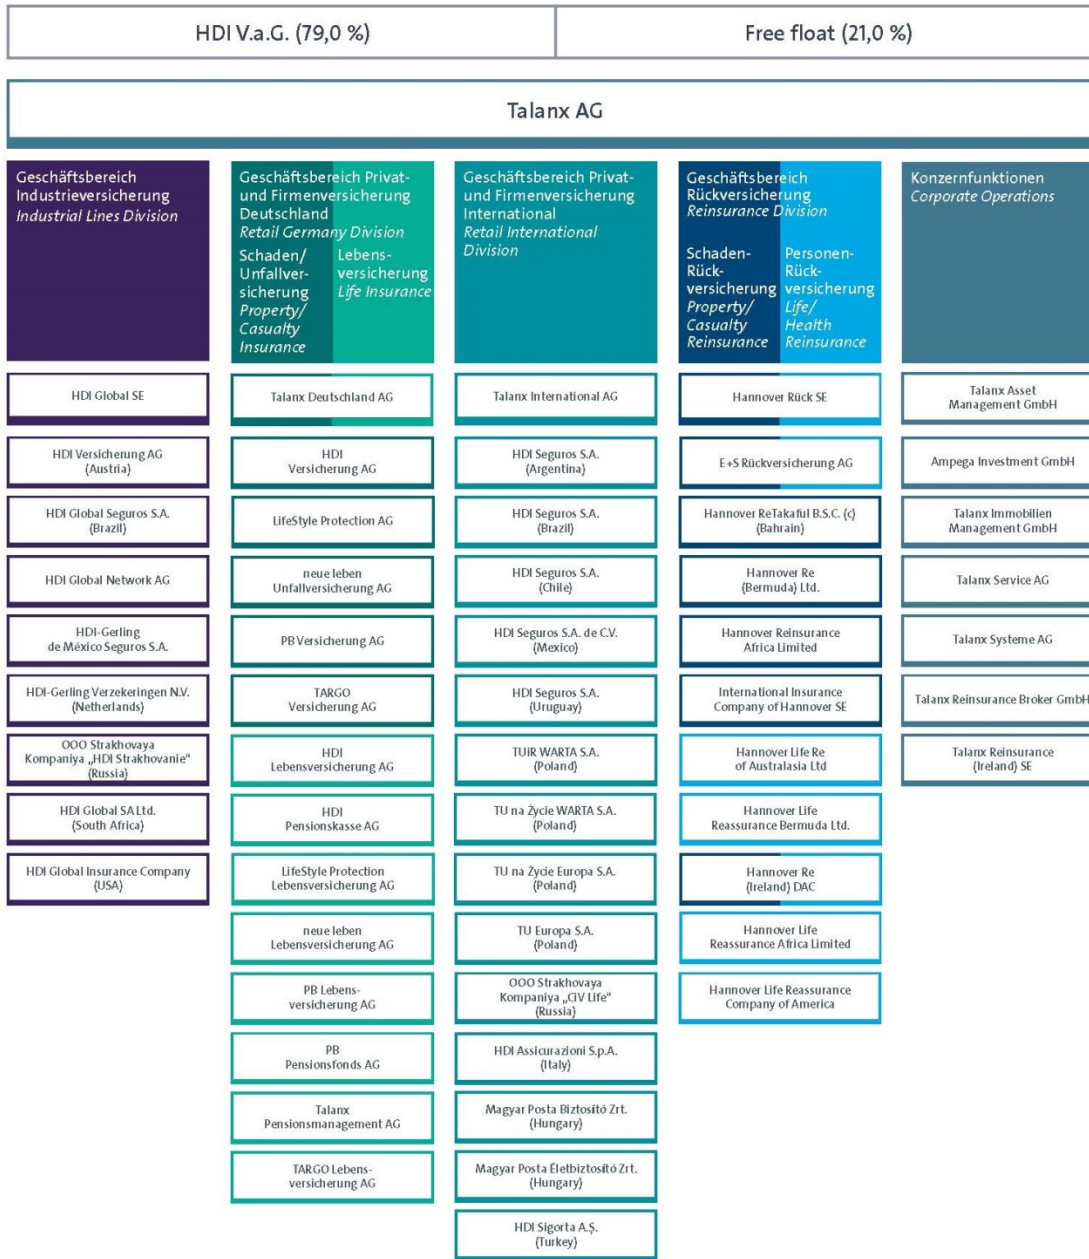 HDI V.a.G. (79,0 %)
Free float (21,0 %)
Talanx AG
Geschäftsbereich
Industrieversicherung
Industrial Lines Division
HDI Global SE
HDI Versicherung AG
(Austria)
HDI Global Seguros S.A.
(Brazil)
HDI Global Network AG
HDI-Gerling
de México Seguros S.A.
HDI-Gerling Verzekeringen N.V.
(Netherlands)
OOO Strakhovaya
Kompaniya „HDI Strakhovanie“
(Russia)
HDI Global SA Ltd.
(South Africa)
HDI Global Insurance Company
(USA)
Geschäftsbereich Privat-
und Firmenversicherung
Deutschland
Retail Germany Division
Schaden/
Unfallver-
sicherung
Property/
Casualty
Insurance
Lebens-
versicherung
Life Insurance
Talanx Deutschland AG
HDI
Versicherung AG
LifeStyle Protection AG
neue leben
Unfallversicherung AG
PB Versicherung AG
TARGO
Versicherung AG
HDI
Lebensversicherung AG
HDI
Pensionskasse AG
LifeStyle Protection
Lebensversicherung AG
neue leben
Lebensversicherung AG
PB Lebens-
versicherung AG
PB
Pensionsfonds AG
Talanx
Pensionsmanagement AG
TARGO Lebens-
versicherung AG
Geschäftsbereich Privat-
und Firmenversicherung
International
Retail International
Division
Talanx International AG
HDI Seguros S.A.
(Argentina)
HDI Seguros S.A.
(Brazil)
HDI Seguros S.A.
(Chile)
HDI Seguros S.A. de C.V.
(Mexico)
HDI Seguros S.A.
(Uruguay)
TUiR WARTA S.A.
(Poland)
TU na Życie WARTA S.A.
(Poland)
TU na Życie Europa S.A.
(Poland)
TU Europa S.A.
(Poland)
OOO Strakhovaya
Kompaniya „CiV Life“
(Russia)
HDI Assicurazioni S.p.A.
(Italy)
Magyar Posta Biztosító Zrt.
(Hungary)
Magyar Posta Életbiztosító Zrt.
(Hungary)
HDI Sigorta A.Ş.
(Turkey)
Geschäftsbereich
Rückversicherung
Reinsurance Division
Schaden-
Rück-
versicherung
Property/
Casualty
Reinsurance
Personen-
Rück-
versicherung
Life/
Health
Reinsurance
Hannover Rück SE
E+S Rückversicherung AG
Hannover ReTakaful B.S.C. (c)
(Bahrain)
Hannover Re
(Bermuda) Ltd.
Hannover Reinsurance
Africa Limited
International Insurance
Company of Hannover SE
Hannover Life Re
of Australasia Ltd
Hannover Life
Reassurance Bermuda Ltd.
Hannover Re
(Ireland) DAC
Hannover Life
Reassurance Africa Limited
Hannover Life Reassurance
Company of America
Konzernfunktionen
Corporate Operations
Talanx Asset
Management GmbH
Ampega Investment GmbH
Talanx Immobilien
Management GmbH
Talanx Service AG
Talanx Systeme AG
Talanx Reinsurance Broker GmbH
Talanx Reinsurance
(Ireland) SE